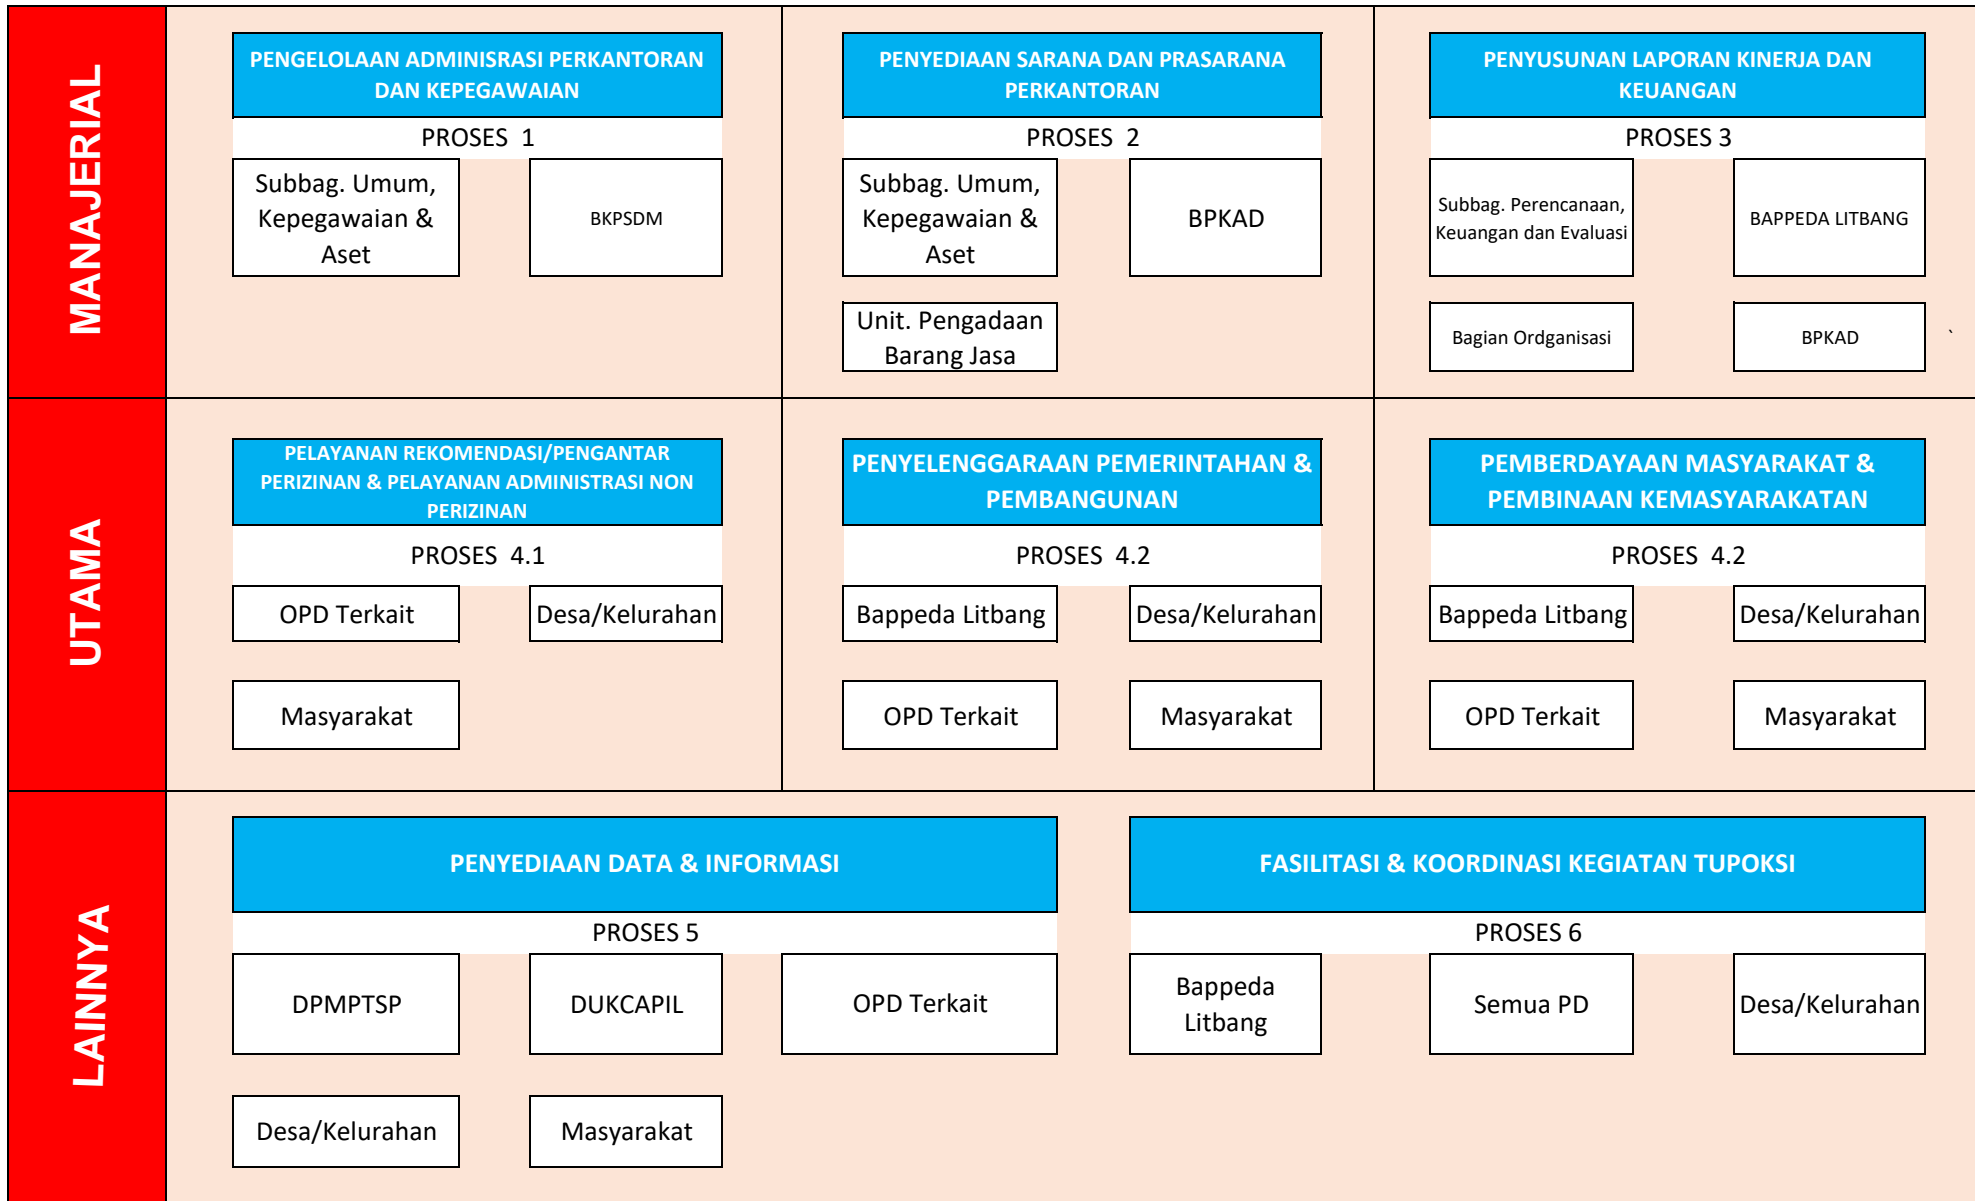 MANAJERIAL
PENGELOLAAN ADMINISRASI PERKANTORAN
DAN KEPEGAWAIAN
PROSES 1
Subbag. Umum,
Kepegawaian &
Aset
BKPSDM
PENYEDIAAN SARANA DAN PRASARANA
PERKANTORAN
PROSES 2
Subbag. Umum,
Kepegawaian &
Aset
BPKAD
Unit. Pengadaan
Barang Jasa
PENYUSUNAN LAPORAN KINERJA DAN
KEUANGAN
PROSES 3
Subbag. Perencanaan,
Keuangan dan Evaluasi
BAPPEDA LITBANG
Bagian Ordganisasi
BPKAD
`
UTAMA
PELAYANAN REKOMENDASI/PENGANTAR
PERIZINAN & PELAYANAN ADMINISTRASI NON
PERIZINAN
PROSES 4.1
OPD Terkait
Desa/Kelurahan
Masyarakat
PENYELENGGARAAN PEMERINTAHAN &
PEMBANGUNAN
PROSES 4.2
Bappeda Litbang
Desa/Kelurahan
OPD Terkait
Masyarakat
PEMBERDAYAAN MASYARAKAT &
PEMBINAAN KEMASYARAKATAN
PROSES 4.2
Bappeda Litbang
Desa/Kelurahan
OPD Terkait
Masyarakat
LAINNYA
PENYEDIAAN DATA & INFORMASI
PROSES 5
DPMPTSP
DUKCAPIL
OPD Terkait
Desa/Kelurahan
Masyarakat
FASILITASI & KOORDINASI KEGIATAN TUPOKSI
PROSES 6
Bappeda
Litbang
Semua PD
Desa/Kelurahan